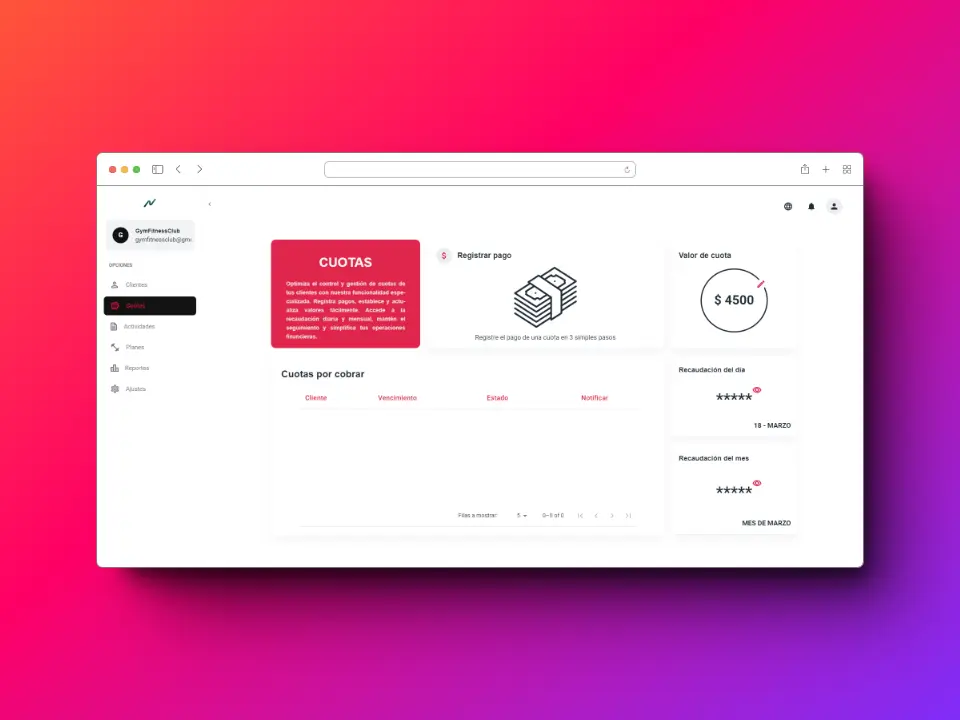 GymFitnessClub
G
gymfitnessclub@gm
OPCIONES
Clientes
Cuotas
Actividades
Planes
Reportes
Ajustes
CUOTAS
Optimiza el control y gestión de cuotas de
tus clientes con nuestra funcionalidad espe-
cializada. Registra pagos, establece y actu-
aliza valores fácilmente. Accede a la
recaudación diaria y mensual, mantén el
seguimiento y simplifica tus operaciones
financieras.
$ Registrar pago
Registre el pago de una cuota en 3 simples pasos
Valor de cuota
$ 4500
Cuotas por cobrar
Cliente Vencimiento Estado Notificar
Filas a mostrar: 5 0–0 of 0
Recaudación del día
*****
18 - MARZO
Recaudación del mes
*****
MES DE MARZO